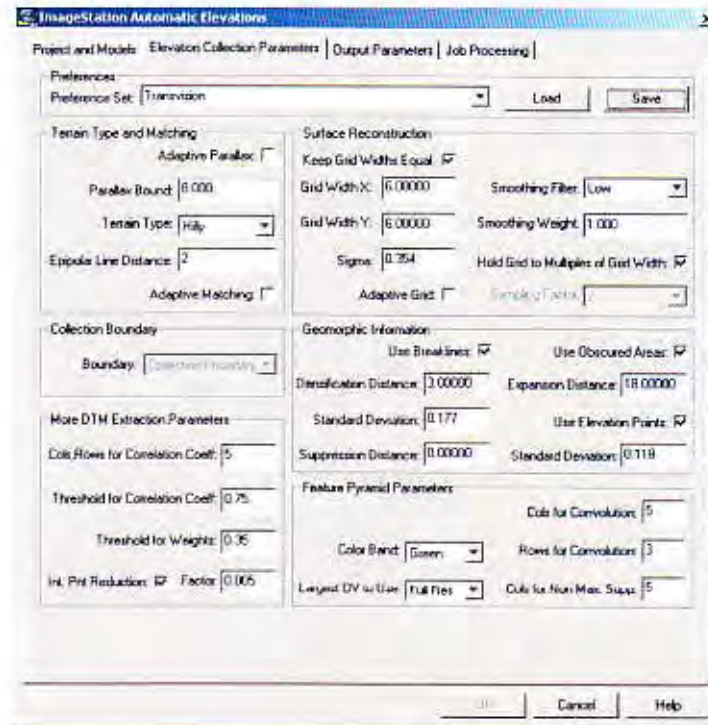 ImageStation Automatic Elevations
Project and Models Elevation Collection Parameters Output Parameters Job Processing
Preferences
Preference Set: Transvision Load Save
Terrain Type and Matching
Adaptive Parallax:
Parallax Bound: 6.000
Terrain Type: Hilly
Epipolar Line Distance: 2
Adaptive Matching:
Surface Reconstruction
Keep Grid Widths Equal:
Grid Width X: 6.00000 Smoothing Filter: Low
Grid Width Y: 6.00000 Smoothing Weight: 1.000
Sigma: 0.354 Hold Grid to Multiples of Grid Width:
Adaptive Grid: Sampling Factor:
Collection Boundary
Boundary: Collection Boundary
Geomorphic Information
Use Breaklines: Use Obscured Areas:
Densification Distance: 3.00000 Expansion Distance: 18.00000
Standard Deviation: 0.177 Use Elevation Points:
Suppression Distance: 0.00000 Standard Deviation: 0.118
More DTM Extraction Parameters
Cols,Rows for Correlation Coeff: 5
Threshold for Correlation Coeff: 0.75
Threshold for Weights: 0.35
Int. Pnt Reduction: Factor: 0.005
Feature Pyramid Parameters
Cols for Convolution: 5
Color Band: Green Rows for Convolution: 3
Largest OV to Use: Full Res Cols for Non Max. Supp: 5
Cancel Help